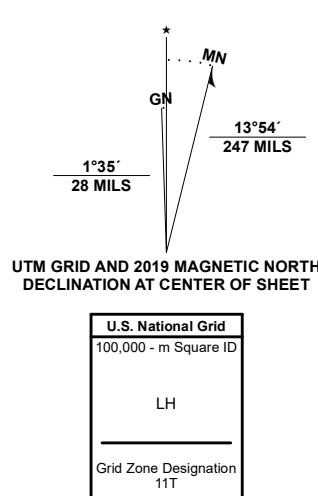 ★
MN
GN
13°54´
247 MILS
1°35´
28 MILS
UTM GRID AND 2019 MAGNETIC NORTH
DECLINATION AT CENTER OF SHEET
U.S. National Grid
100,000 - m Square ID
LH
Grid Zone Designation
11T